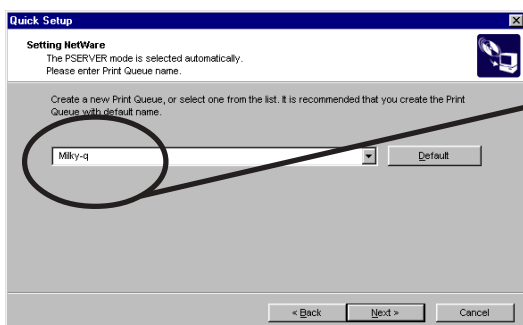 Quick Setup
Setting NetWare
The PSERVER mode is selected automatically.
Please enter Print Queue name.
Create a new Print Queue, or select one from the list. It is recommended that you create the Print
Queue with default name.
Milky-q
Default
< Back
Next >
Cancel